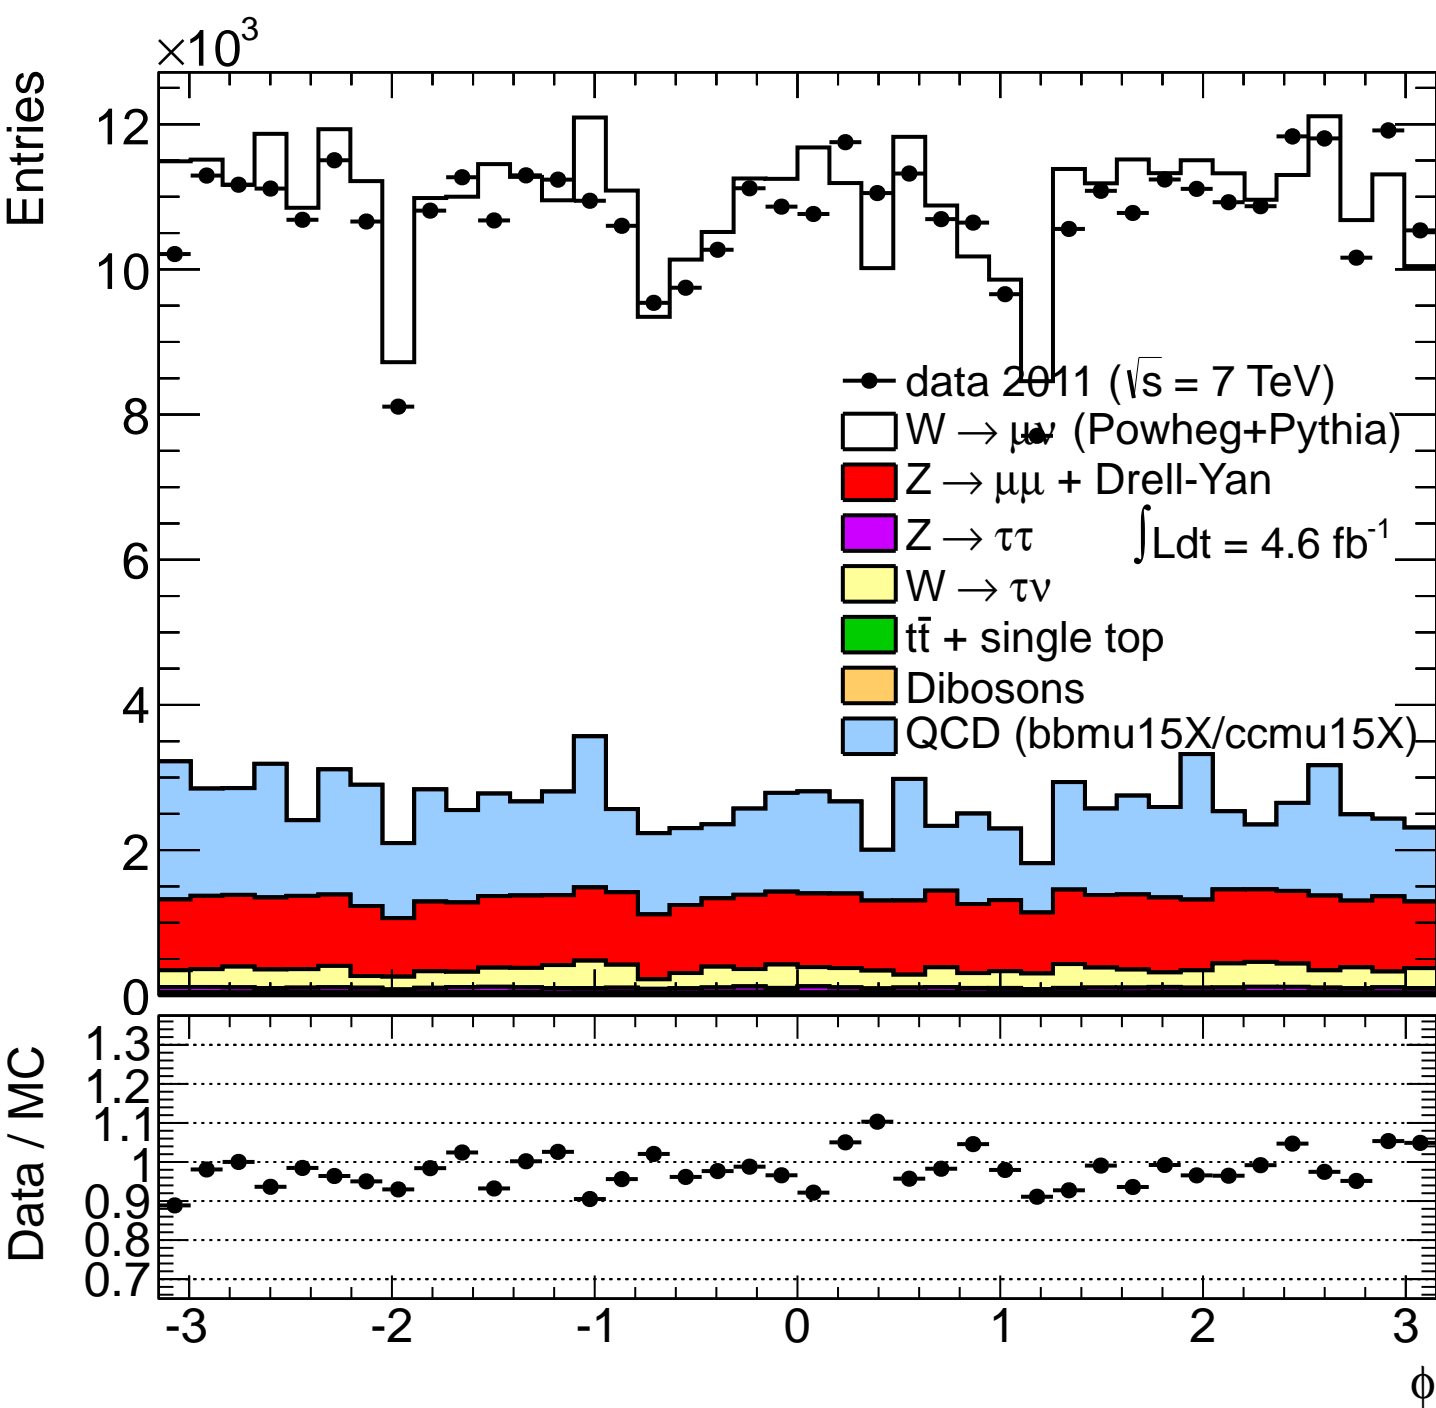 ×10³
Entries
12
10
8
6
4
2
0
data 2011 (√s = 7 TeV)
W → μν (Powheg+Pythia)
Z → μμ + Drell-Yan
Z → ττ
∫Ldt = 4.6 fb⁻¹
W → τν
tt̄ + single top
Dibosons
QCD (bbmu15X/ccmu15X)
Data / MC
1.3
1.2
1.1
1
0.9
0.8
0.7
-3 -2 -1 0 1 2 3
ϕ